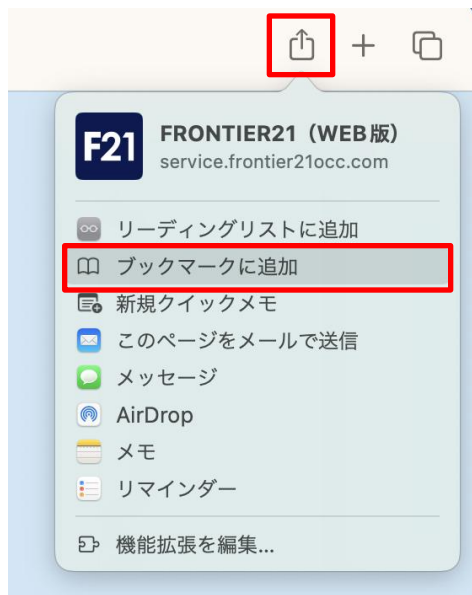 F21
FRONTIER21（WEB版）
service.frontier21occ.com
リーディングリストに追加
ブックマークに追加
新規クイックメモ
このページをメールで送信
メッセージ
AirDrop
メモ
リマインダー
機能拡張を編集...